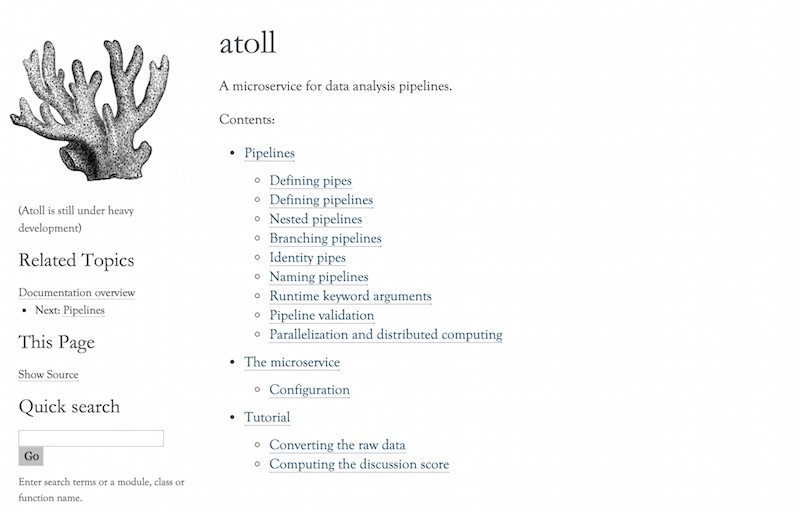 atoll
A microservice for data analysis pipelines.
Contents:
Pipelines
Defining pipes
Defining pipelines
Nested pipelines
Branching pipelines
Identity pipes
Naming pipelines
Runtime keyword arguments
Pipeline validation
Parallelization and distributed computing
The microservice
Configuration
Tutorial
Converting the raw data
Computing the discussion score
(Atoll is still under heavy
development)
Related Topics
Documentation overview
Next: Pipelines
This Page
Show Source
Quick search
Go
Enter search terms or a module, class or
function name.